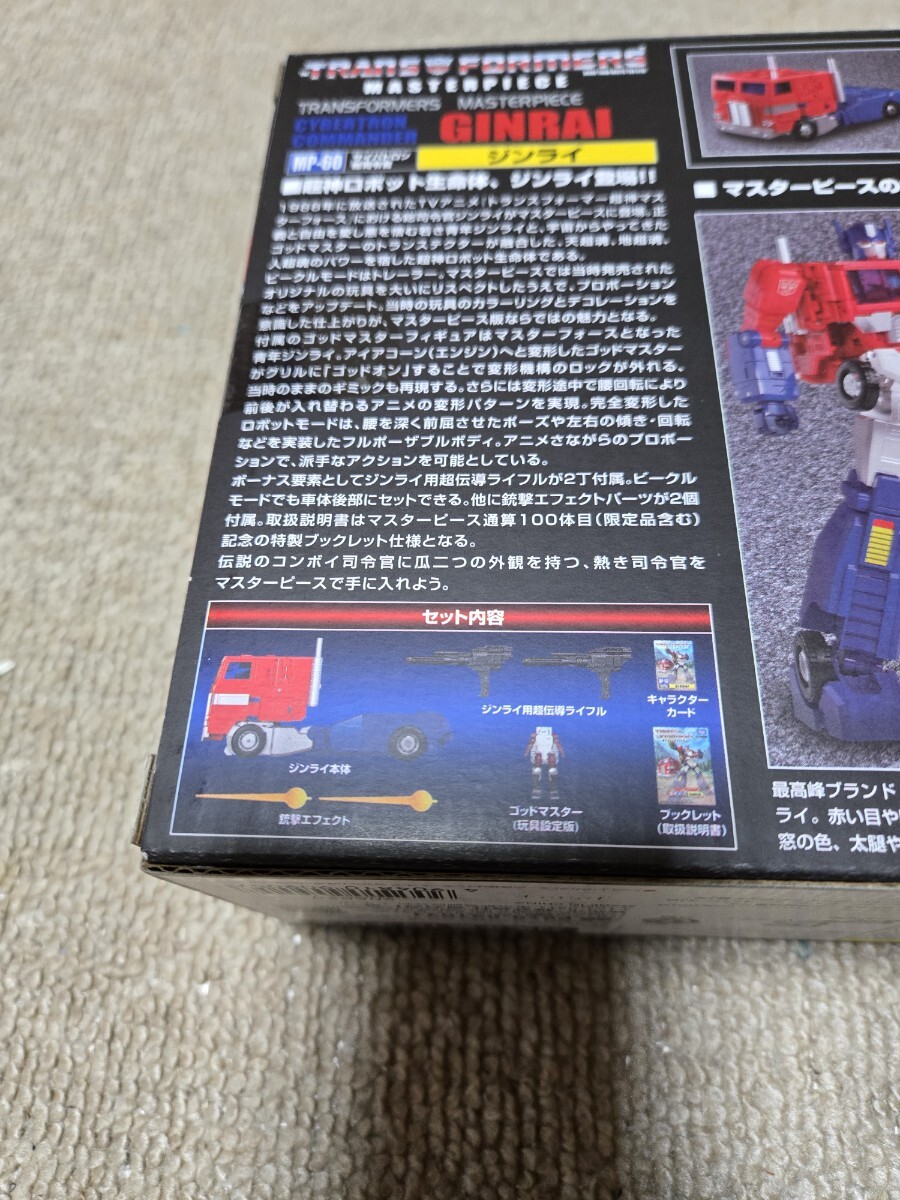 TRANSFORMERS
MASTERPIECE
TRANSFORMERS MASTERPIECE
CYBERTRON
COMMANDER
GINRAI
MP-60
サイバトロン
総司令官
ジンライ
■超神ロボット生命体、ジンライ登場!!
1988年に放送されたTVアニメ「トランスフォーマー超神マス
ターフォース」における総司令官ジンライがマスターピースに登場。正
義と自由を愛し悪を憎む若き青年ジンライと、宇宙からやってきた
ゴッドマスターのトランステクターが融合した、天超魂、地超魂、
人超魂のパワーを宿した超神ロボット生命体である。
ビークルモードはトレーラー。マスターピースでは当時発売された
オリジナルの玩具を大いにリスペクトしたうえで、プロポーション
などをアップデート、当時の玩具のカラーリングとデコレーションを
意識した仕上がりが、マスターピース版ならではの魅力となる。
付属のゴッドマスターフィギュアはマスターフォースとなった
青年ジンライ。アイアコーン(エンジン)へと変形したゴッドマスター
がグリルに「ゴッドオン」することで変形機構のロックが外れる、
当時のままのギミックも再現する。さらには変形途中で腰回転により
前後が入れ替わるアニメの変形パターンを実現。完全変形した
ロボットモードは、腰を深く前屈させたポーズや左右の傾き・回転
などを実装したフルポーザブルボディ。アニメさながらのプロポー
ションで、派手なアクションを可能としている。
ボーナス要素としてジンライ用超伝導ライフルが2丁付属。ビークル
モードでも車体後部にセットできる。他に銃撃エフェクトパーツが2個
付属。取扱説明書はマスターピース通算100体目(限定品含む)
記念の特製ブックレット仕様となる。
伝説のコンボイ司令官に瓜二つの外観を持つ、熱き司令官を
マスターピースで手に入れよう。
セット内容
ジンライ用超伝導ライフル
キャラクター
カード
ジンライ本体
銃撃エフェクト
ゴッドマスター
(玩具設定版)
ブックレット
(取扱説明書)
■マスターピースの
最高峰ブランド
ライ。赤い目や
窓の色、太腿や